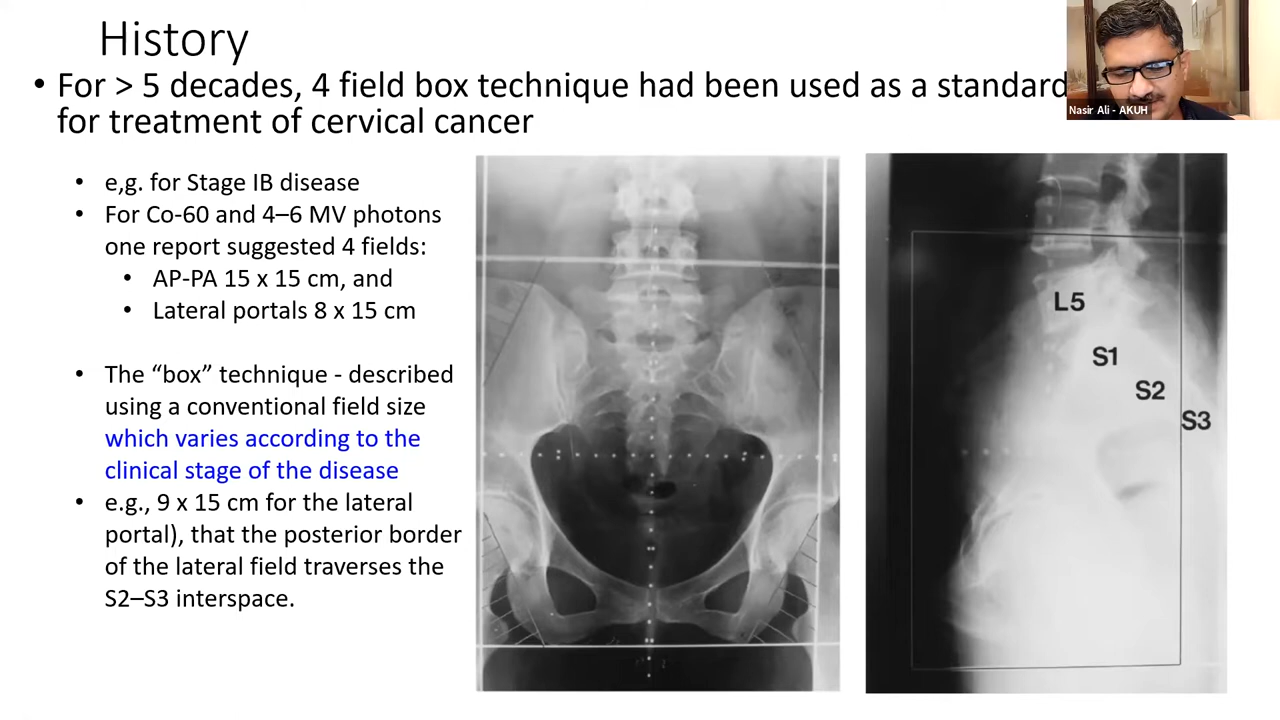 History
• For > 5 decades, 4 field box technique had been used as a standard
for treatment of cervical cancer
Nasir Ali - AKUH
• e,g. for Stage IB disease
• For Co-60 and 4–6 MV photons
one report suggested 4 fields:
• AP-PA 15 x 15 cm, and
• Lateral portals 8 x 15 cm
• The “box” technique - described
using a conventional field size
which varies according to the
clinical stage of the disease
• e.g., 9 x 15 cm for the lateral
portal), that the posterior border
of the lateral field traverses the
S2–S3 interspace.
L5
S1
S2
S3